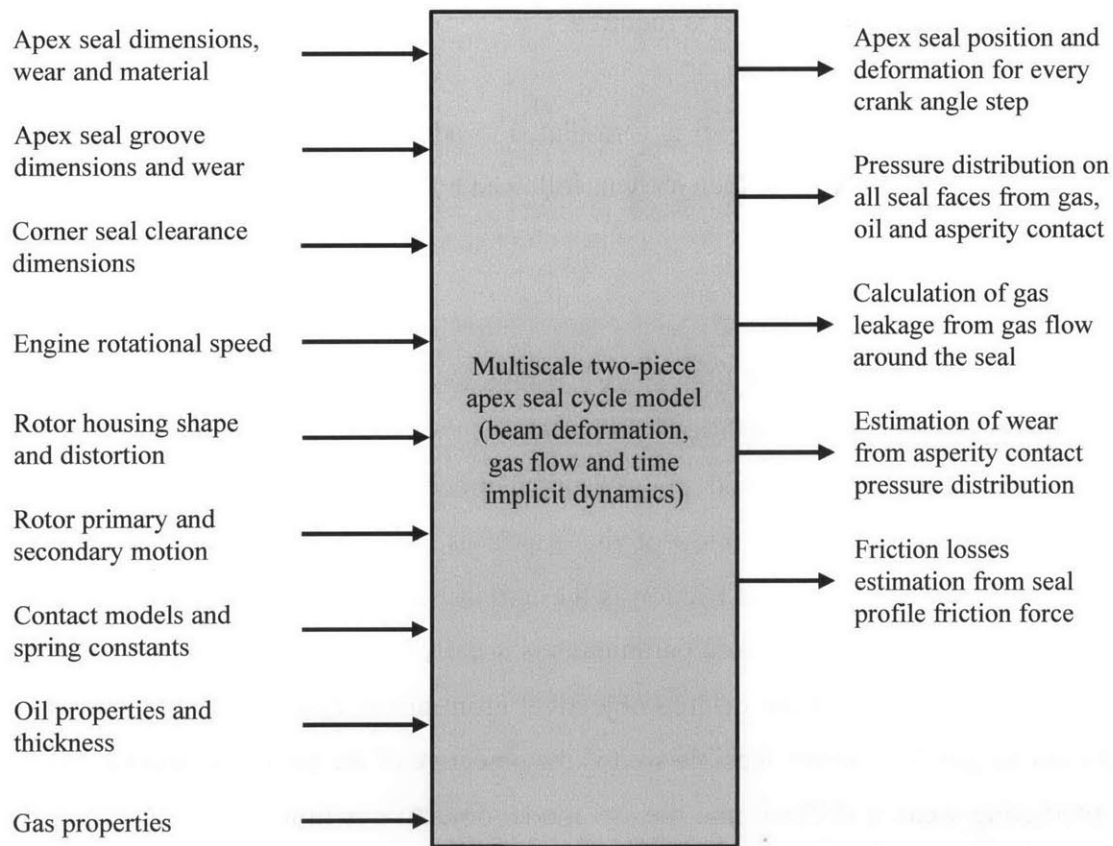 Apex seal dimensions,
wear and material
Apex seal groove
dimensions and wear
Corner seal clearance
dimensions
Engine rotational speed
Rotor housing shape
and distortion
Rotor primary and
secondary motion
Contact models and
spring constants
Oil properties and
thickness
Gas properties
Multiscale two-piece
apex seal cycle model
(beam deformation,
gas flow and time
implicit dynamics)
Apex seal position and
deformation for every
crank angle step
Pressure distribution on
all seal faces from gas,
oil and asperity contact
Calculation of gas
leakage from gas flow
around the seal
Estimation of wear
from asperity contact
pressure distribution
Friction losses
estimation from seal
profile friction force